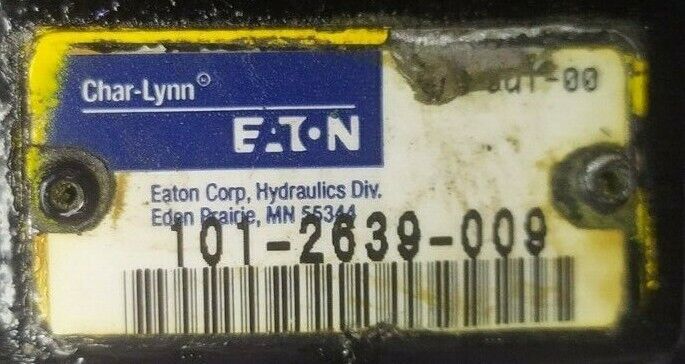 Char-Lynn®
EATON
Eaton Corp, Hydraulics Div.
Eden Prairie, MN 55344
101-2639-009